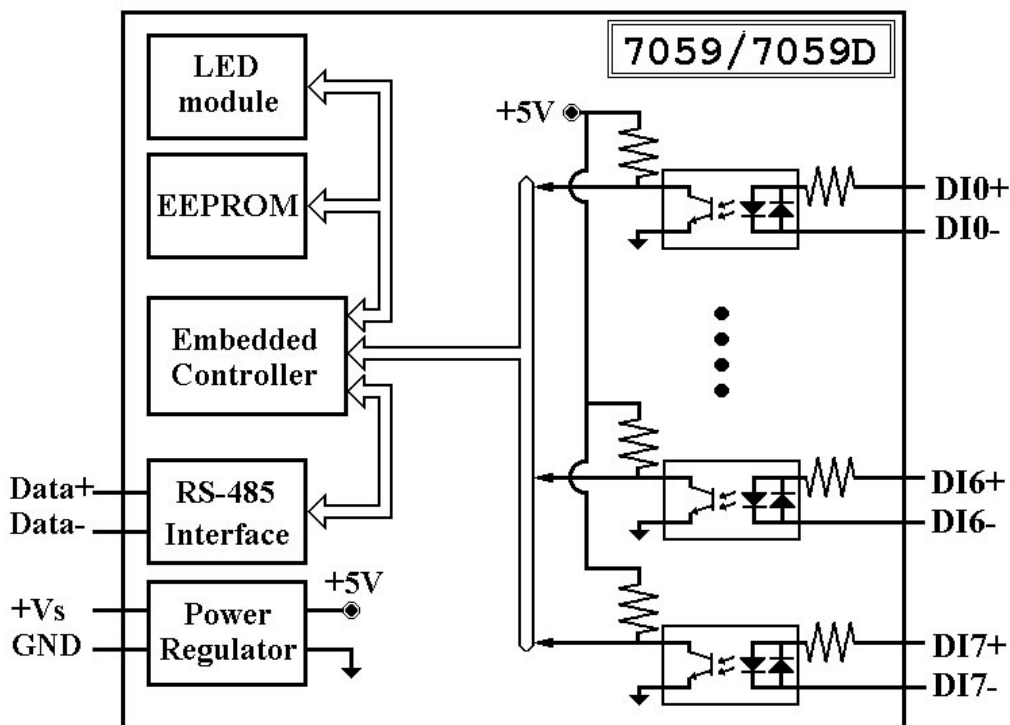 7059/7059D
LED
module
+5V
EEPROM
DI0+
DI0-
Embedded
Controller
Data+
Data-
RS-485
Interface
DI6+
DI6-
+5V
+Vs
GND
Power
Regulator
DI7+
DI7-